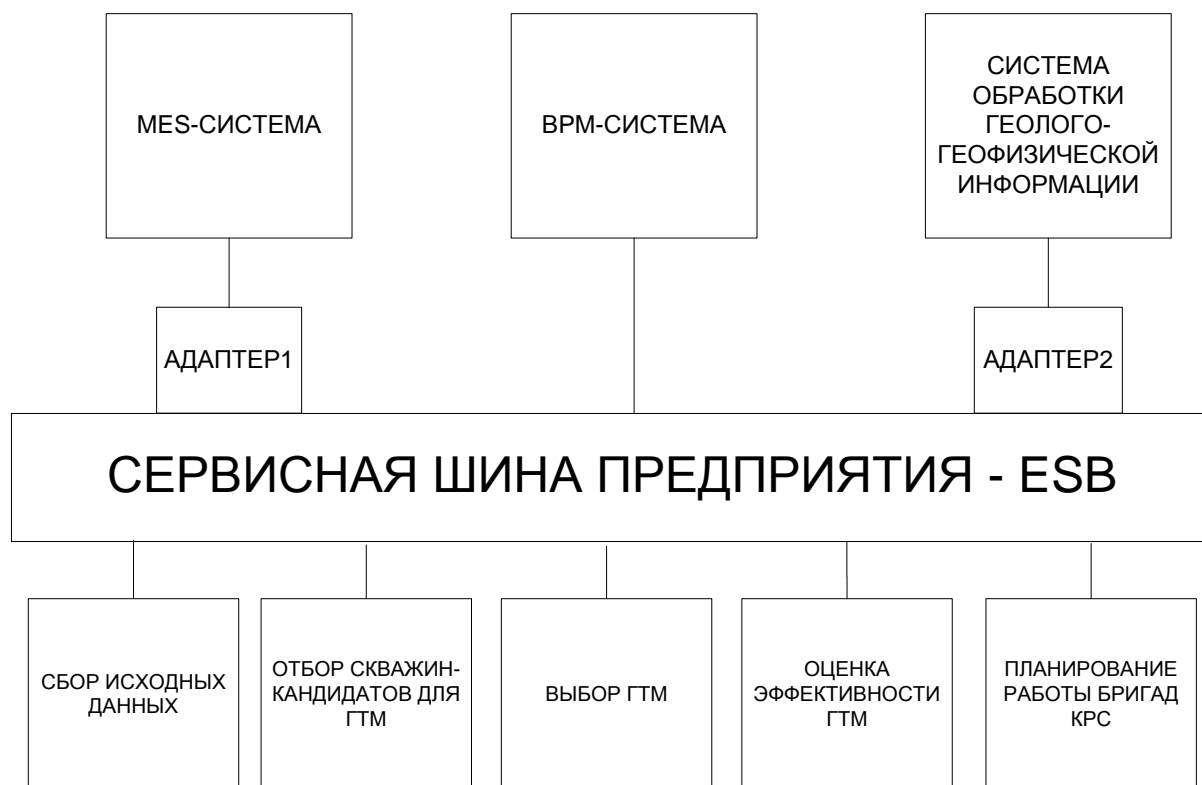 MES-СИСТЕМА
BPM-СИСТЕМА
СИСТЕМА
ОБРАБОТКИ
ГЕОЛОГО-
ГЕОФИЗИЧЕСКОЙ
ИНФОРМАЦИИ
АДАПТЕР1
АДАПТЕР2
СЕРВИСНАЯ ШИНА ПРЕДПРИЯТИЯ - ESB
СБОР ИСХОДНЫХ
ДАННЫХ
ОТБОР СКВАЖИН-
КАНДИДАТОВ ДЛЯ
ГТМ
ВЫБОР ГТМ
ОЦЕНКА
ЭФФЕКТИВНОСТИ
ГТМ
ПЛАНИРОВАНИЕ
РАБОТЫ БРИГАД
КРС